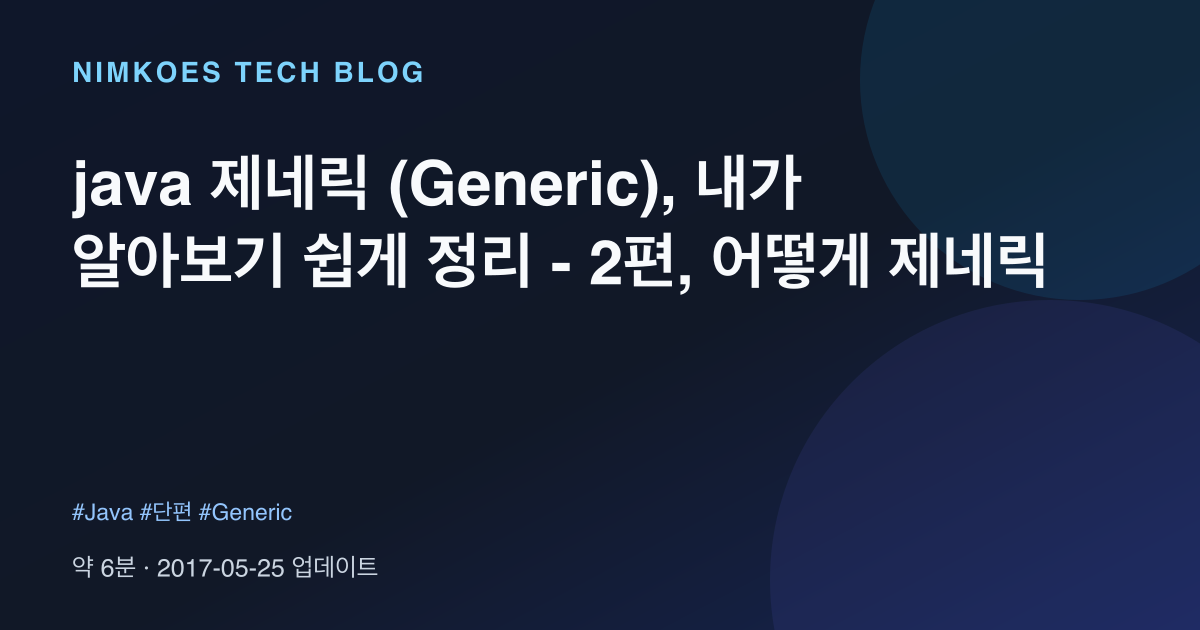 NIMKOES TECH BLOG
java 제네릭 (Generic), 내가
알아보기 쉽게 정리 - 2편, 어떻게 제네릭
#Java #단편 #Generic
약 6분 · 2017-05-25 업데이트